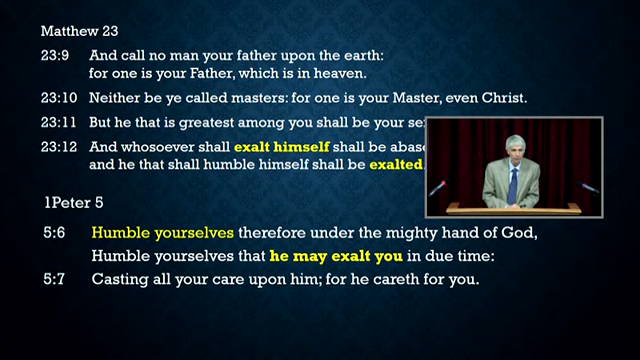 Matthew 23
23:9 And call no man your father upon the earth:
for one is your Father, which is in heaven.
23:10 Neither be ye called masters: for one is your Master, even Christ.
23:11 But he that is greatest among you shall be your
23:12 And whosoever shall exalt himself shall be
and he that shall humble himself shall be exalted
1Peter 5
5:6 Humble yourselves therefore under the mighty hand of God,
Humble yourselves that he may exalt you in due time:
5:7 Casting all your care upon him; for he careth for you.